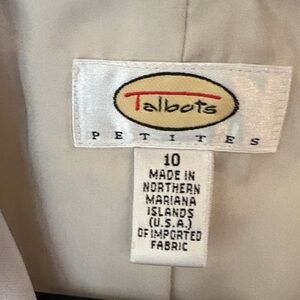 Talbots
PETITES
10
MADE IN
NORTHERN
MARIANA
ISLANDS
(U.S.A.)
OF IMPORTED
FABRIC